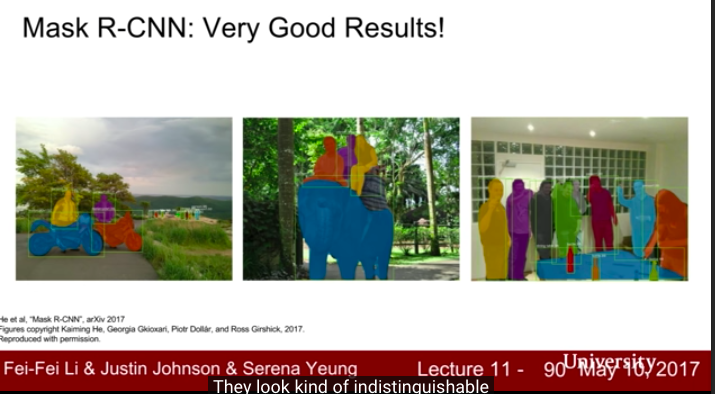 Mask R-CNN: Very Good Results!
He et al, "Mask R-CNN", arXiv 2017
Figures copyright Kaiming He, Georgia Gkioxari, Piotr Dollár, and Ross Girshick, 2017.
Reproduced with permission.
Fei-Fei Li & Justin Johnson & Serena Yeung
Lecture 11 - 90
University
May 10, 2017
They look kind of indistinguishable